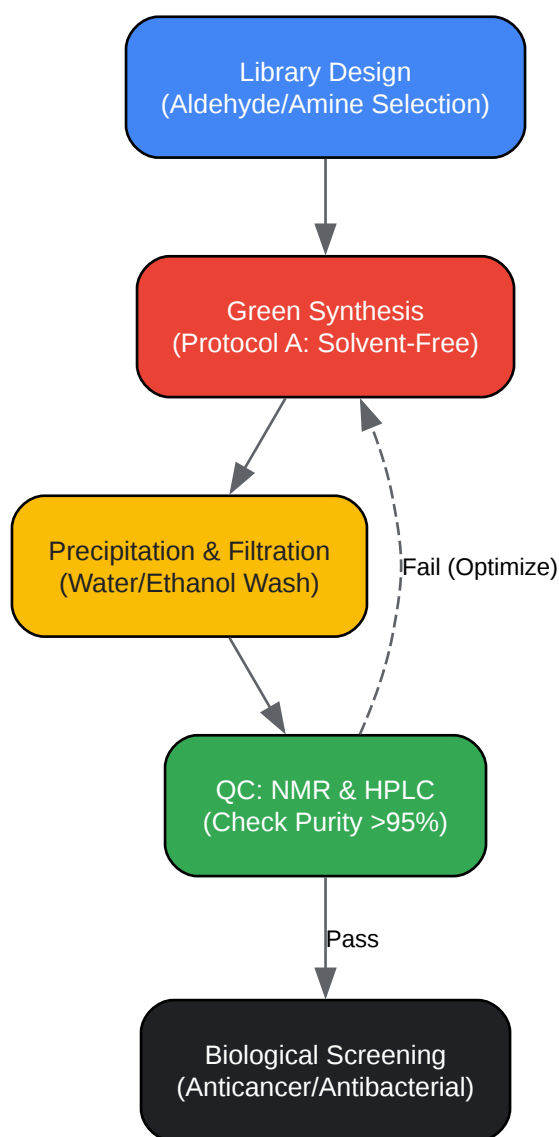 Library Design
(Aldehyde/Amine Selection)
Green Synthesis
(Protocol A: Solvent-Free)
Precipitation & Filtration
(Water/Ethanol Wash)
Fail (Optimize)
QC: NMR & HPLC
(Check Purity >95%)
Pass
Biological Screening
(Anticancer/Antibacterial)